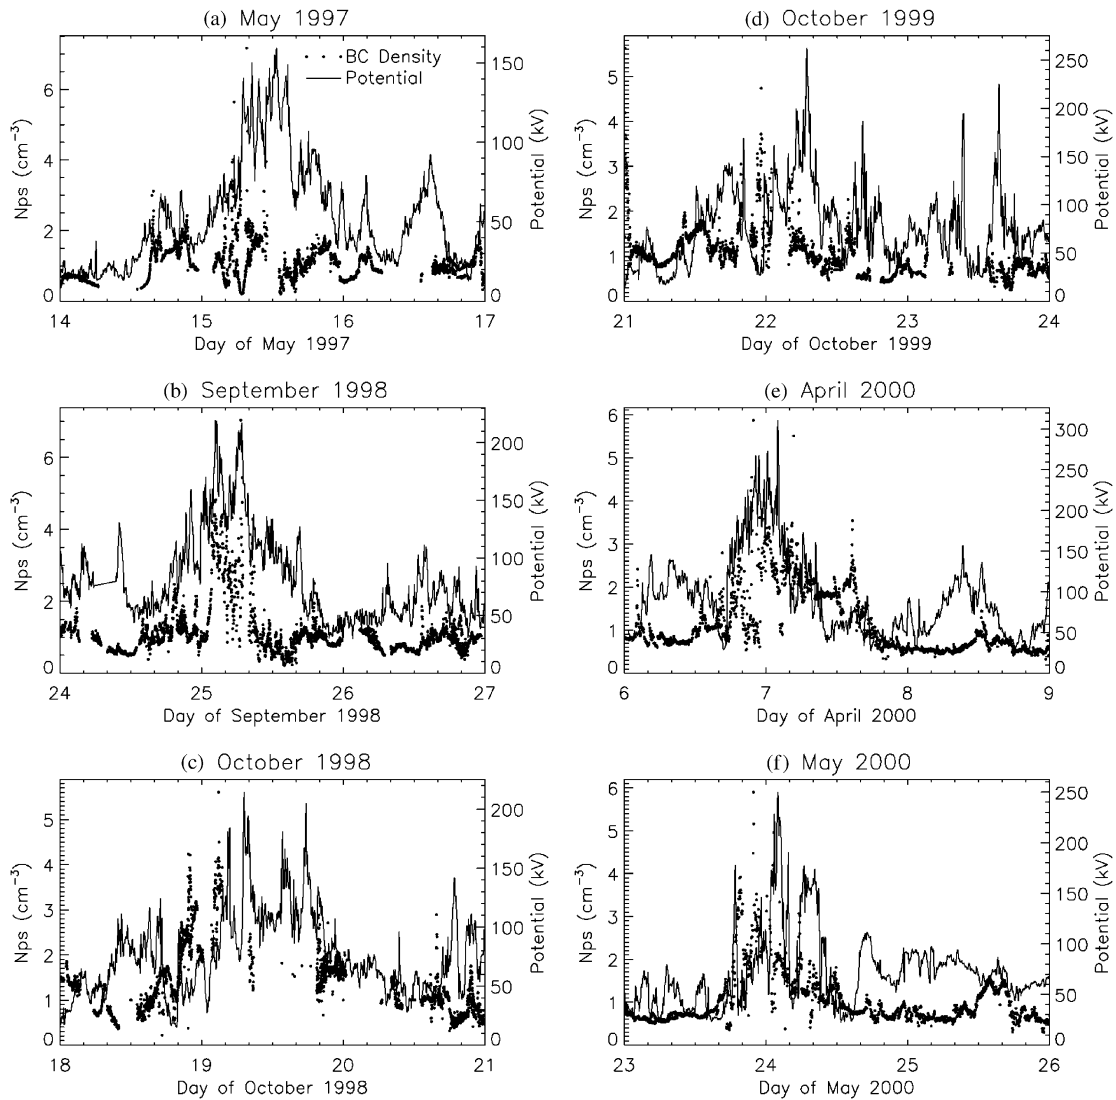 (a) May 1997
BC Density
Potential
Nps (cm⁻³)
6
4
2
0
Potential (kV)
150
100
50
0
14 15 16 17
Day of May 1997
(d) October 1999
Nps (cm⁻³)
5
4
3
2
1
0
Potential (kV)
250
200
150
100
50
0
21 22 23 24
Day of October 1999
(b) September 1998
Nps (cm⁻³)
6
4
2
0
Potential (kV)
200
150
100
50
0
24 25 26 27
Day of September 1998
(e) April 2000
Nps (cm⁻³)
6
5
4
3
2
1
0
Potential (kV)
300
250
200
150
100
50
0
6 7 8 9
Day of April 2000
(c) October 1998
Nps (cm⁻³)
5
4
3
2
1
0
Potential (kV)
200
150
100
50
0
18 19 20 21
Day of October 1998
(f) May 2000
Nps (cm⁻³)
6
5
4
3
2
1
0
Potential (kV)
250
200
150
100
50
0
23 24 25 26
Day of May 2000